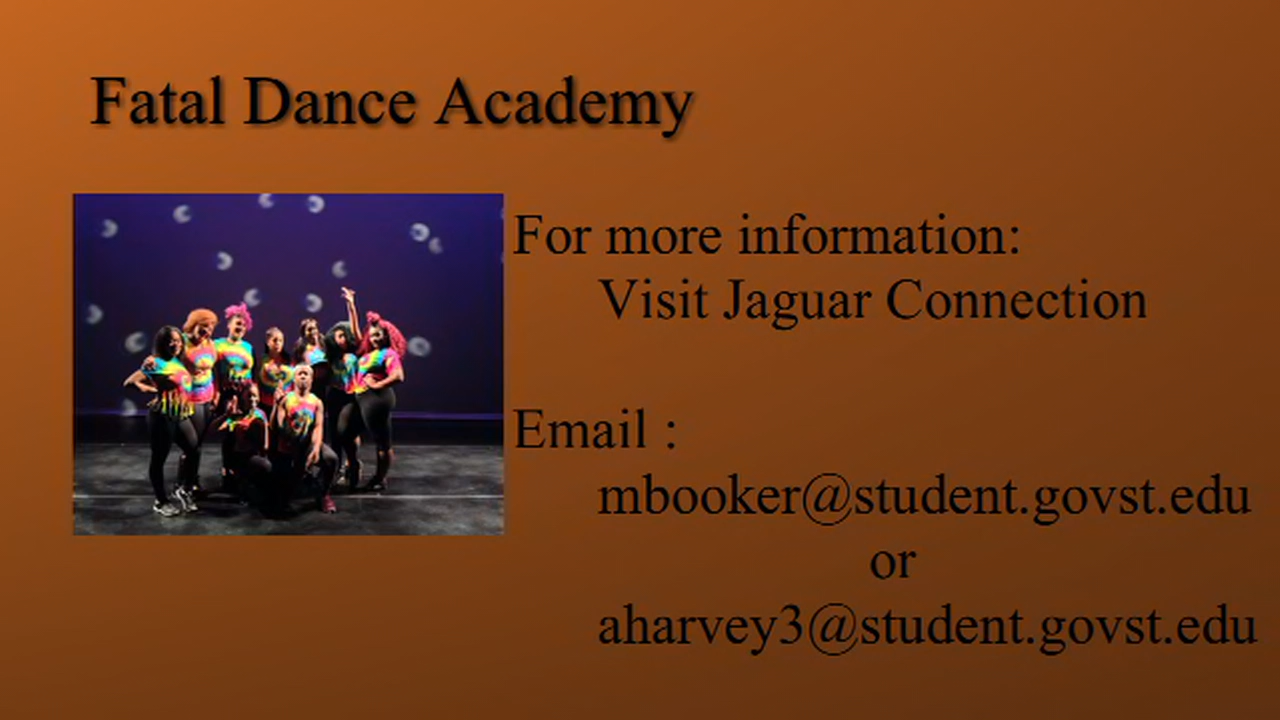 Fatal Dance Academy
For more information:
Visit Jaguar Connection
Email :
mbooker@student.govst.edu
or
aharvey3@student.govst.edu